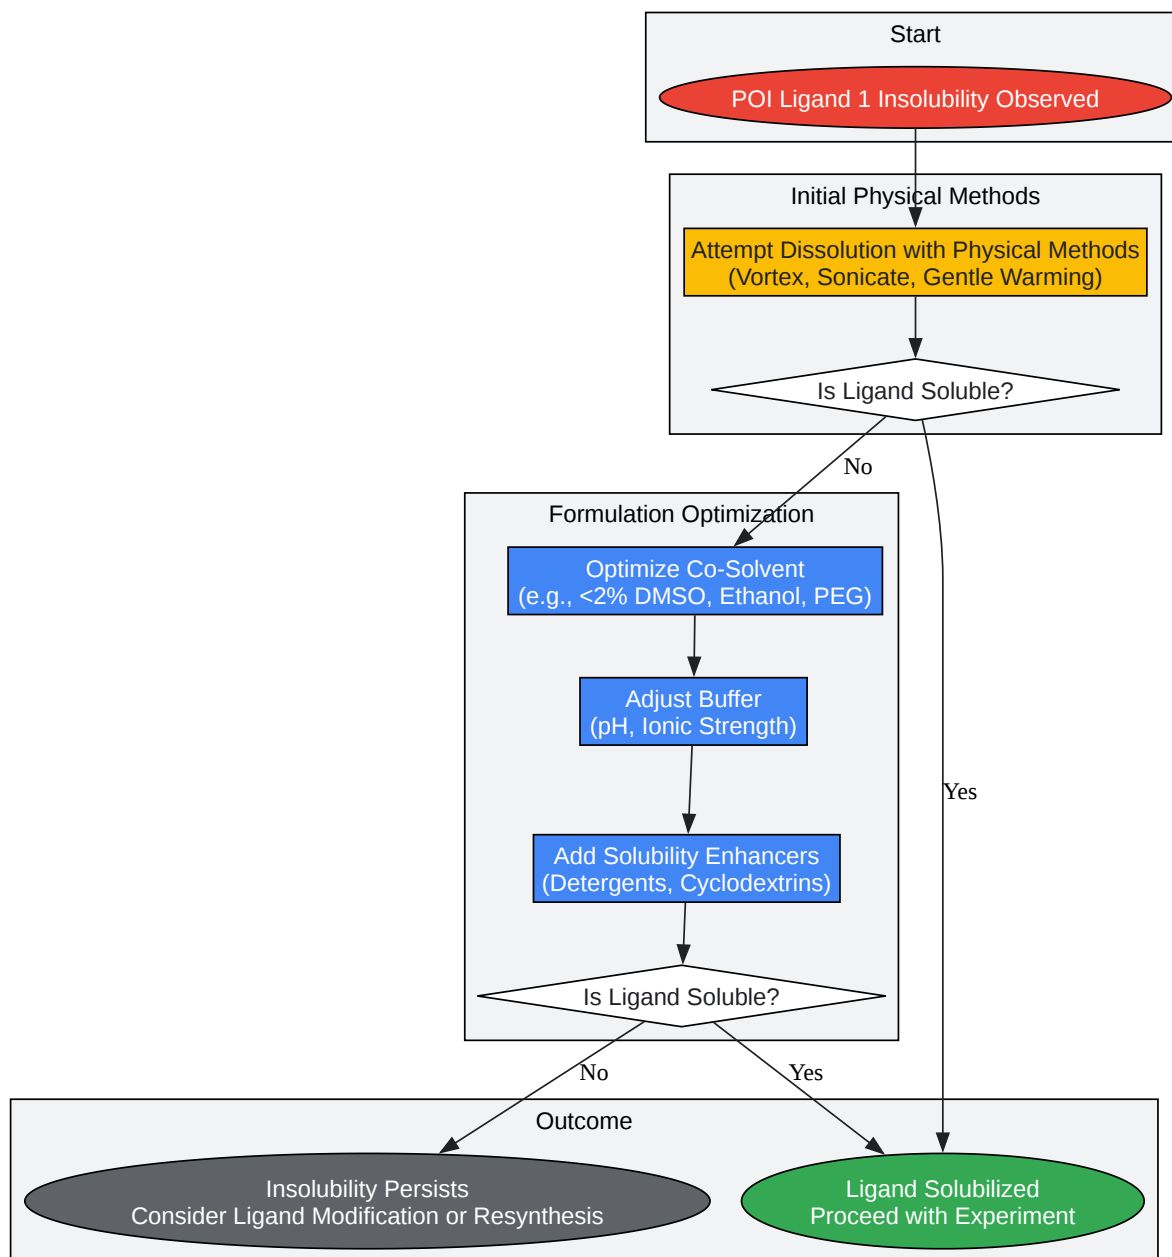 Start
POI Ligand 1 Insolubility Observed
Initial Physical Methods
Attempt Dissolution with Physical Methods
(Vortex, Sonicate, Gentle Warming)
Is Ligand Soluble?
No
Formulation Optimization
Optimize Co-Solvent
(e.g., <2% DMSO, Ethanol, PEG)
Adjust Buffer
(pH, Ionic Strength)
Yes
Add Solubility Enhancers
(Detergents, Cyclodextrins)
Is Ligand Soluble?
No
Yes
Outcome
Insolubility Persists
Consider Ligand Modification or Resynthesis
Ligand Solubilized
Proceed with Experiment